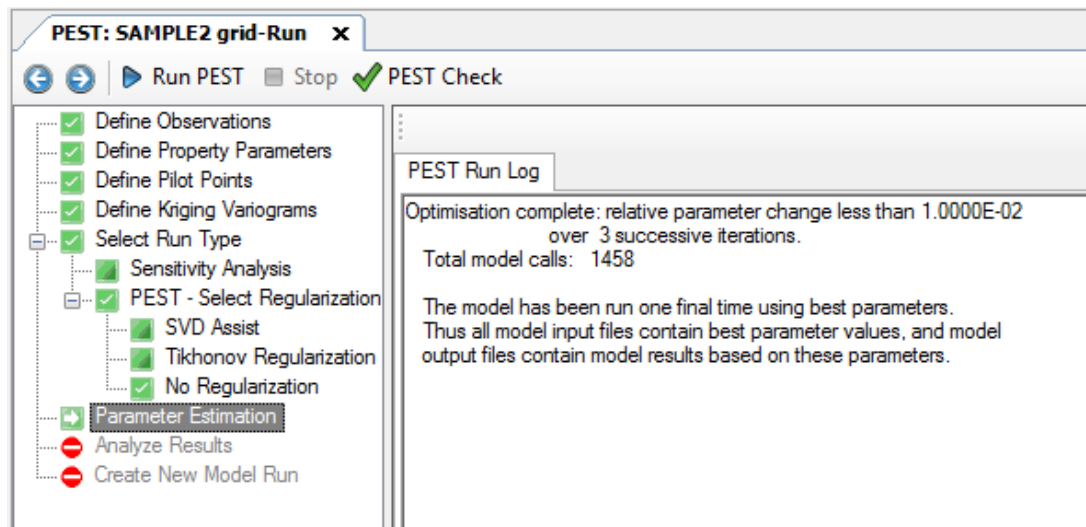 PEST: SAMPLE2 grid-Run x
Run PEST Stop PEST Check
Define Observations
Define Property Parameters
Define Pilot Points
Define Kriging Variograms
Select Run Type
Sensitivity Analysis
PEST - Select Regularization
SVD Assist
Tikhonov Regularization
No Regularization
Parameter Estimation
Analyze Results
Create New Model Run
PEST Run Log
Optimisation complete: relative parameter change less than 1.0000E-02
over 3 successive iterations.
Total model calls: 1458
The model has been run one final time using best parameters.
Thus all model input files contain best parameter values, and model
output files contain model results based on these parameters.